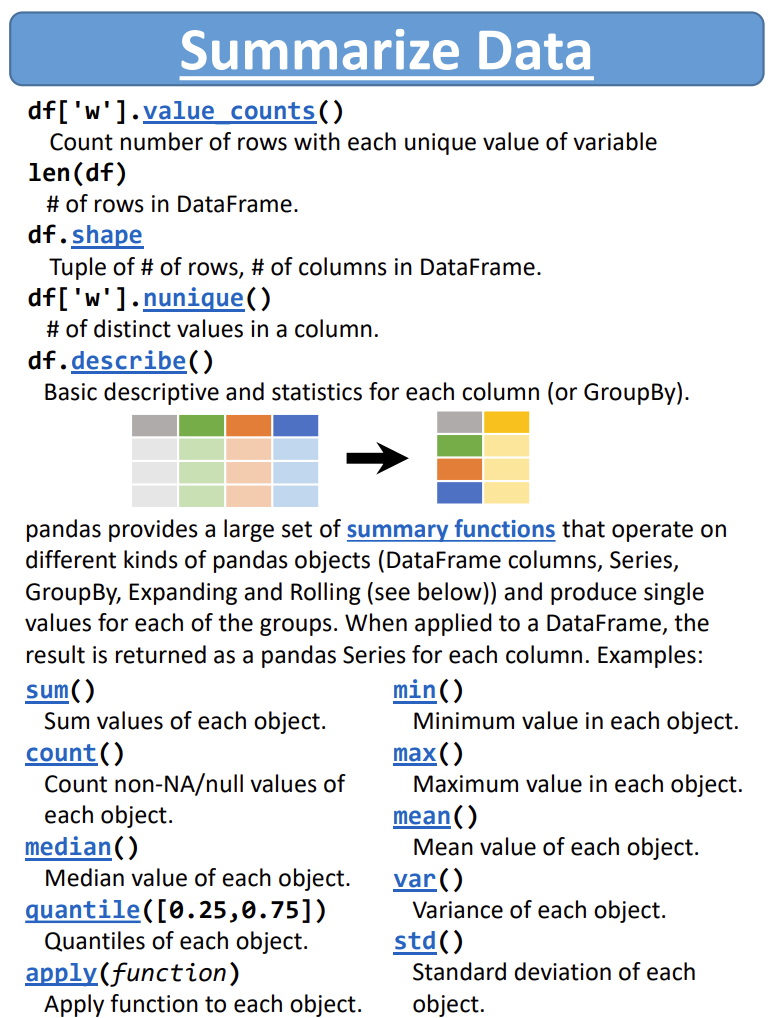 Summarize Data
df['w'].value_counts()
Count number of rows with each unique value of variable
len(df)
# of rows in DataFrame.
df.shape
Tuple of # of rows, # of columns in DataFrame.
df['w'].nunique()
# of distinct values in a column.
df.describe()
Basic descriptive and statistics for each column (or GroupBy).
pandas provides a large set of summary functions that operate on
different kinds of pandas objects (DataFrame columns, Series,
GroupBy, Expanding and Rolling (see below)) and produce single
values for each of the groups. When applied to a DataFrame, the
result is returned as a pandas Series for each column. Examples:
sum()
Sum values of each object.
count()
Count non-NA/null values of
each object.
median()
Median value of each object.
quantile([0.25,0.75])
Quantiles of each object.
apply(function)
Apply function to each object.
min()
Minimum value in each object.
max()
Maximum value in each object.
mean()
Mean value of each object.
var()
Variance of each object.
std()
Standard deviation of each
object.